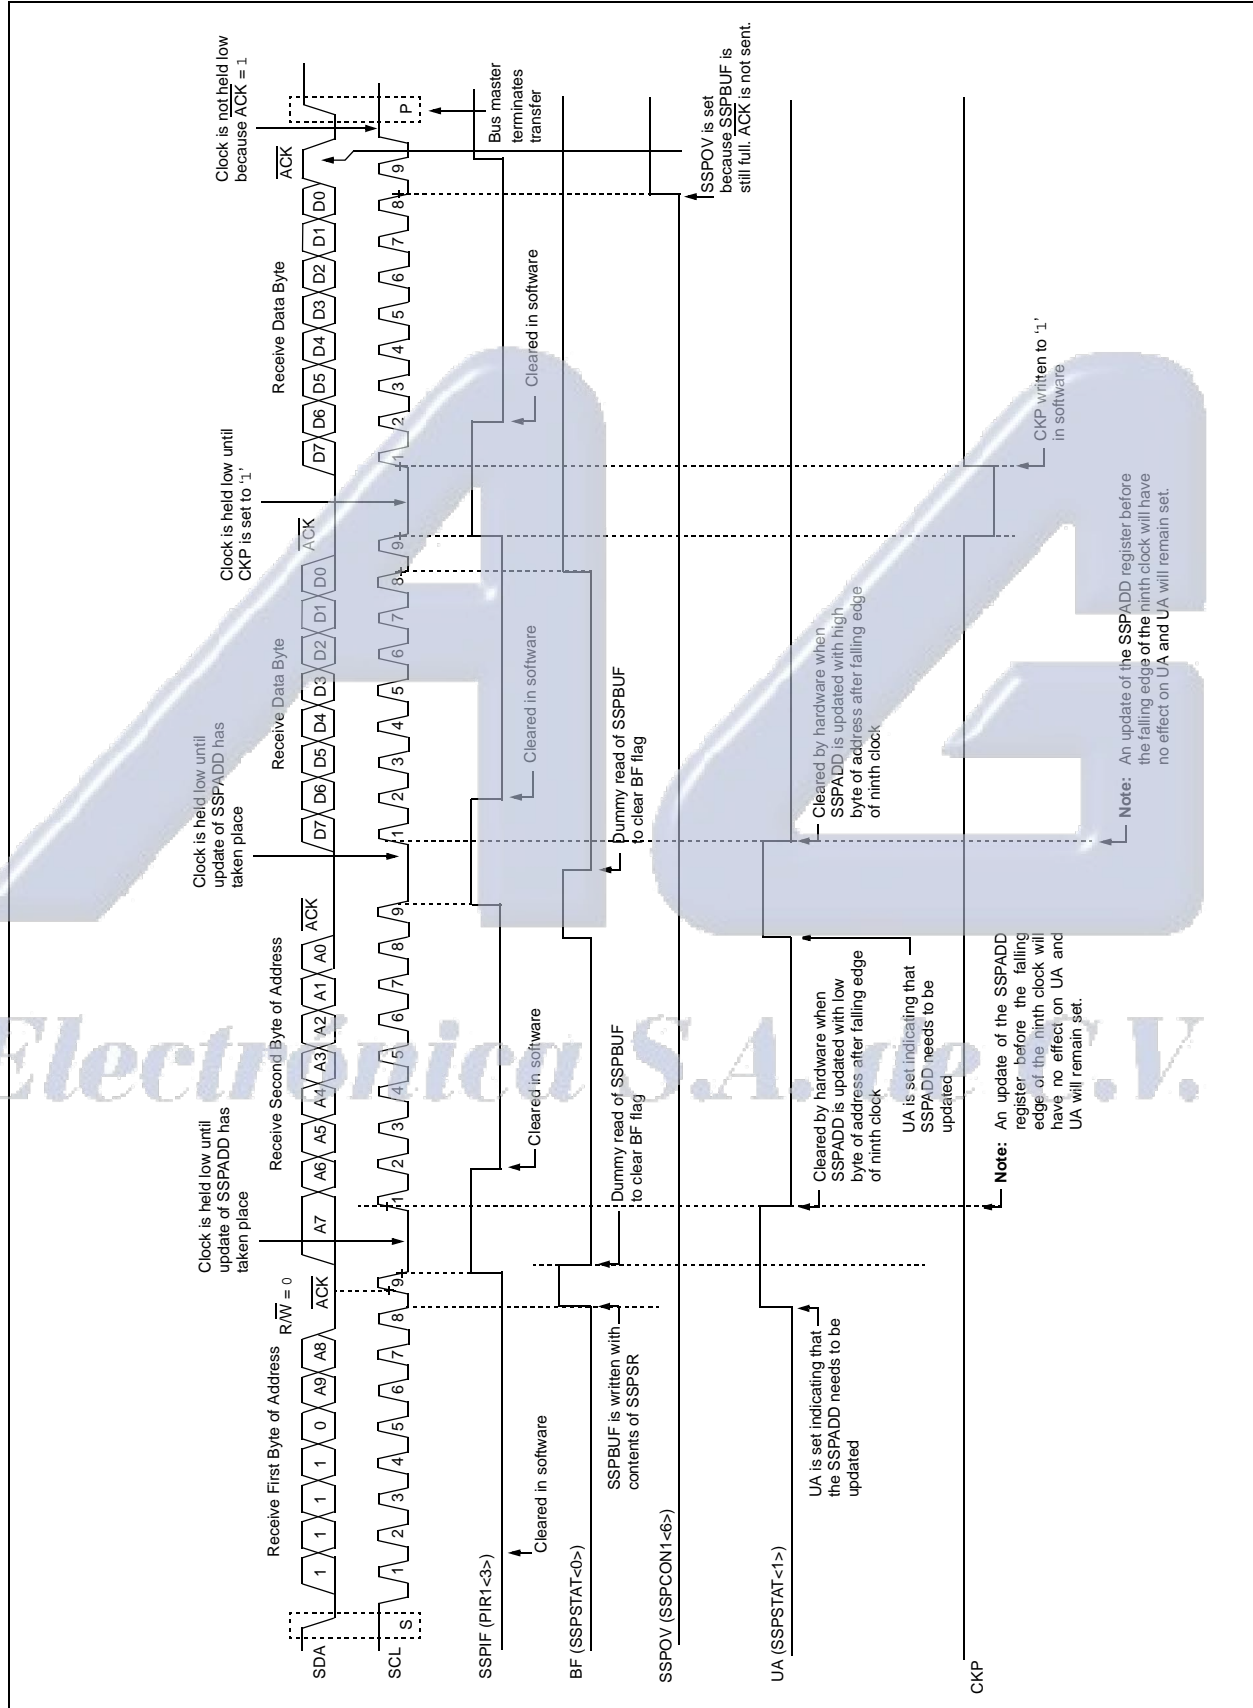 Receive First Byte of Address
R/W = 0
Receive Second Byte of Address
Receive Data Byte
Receive Data Byte
Clock is held low until
update of SSPADD has
taken place
Clock is held low until
update of SSPADD has
taken place
Clock is held low until
CKP is set to ‘1’
Clock is not held low
because ACK = 1
SDA
1 1 1 1 0 A9 A8 ACK A7 A6 A5 A4 A3 A2 A1 A0 ACK D7 D6 D5 D4 D3 D2 D1 D0 ACK D7 D6 D5 D4 D3 D2 D1 D0 ACK
SCL
S 1 2 3 4 5 6 7 8 9 1 2 3 4 5 6 7 8 9 1 2 3 4 5 6 7 8 9 1 2 3 4 5 6 7 8 9 P
Bus master
terminates
transfer
SSPIF (PIR1<3>)
Cleared in software
Cleared in software
Cleared in software
Cleared in software
Cleared in software
BF (SSPSTAT<0>)
SSPBUF is written with
contents of SSPSR
Dummy read of SSPBUF
to clear BF flag
Dummy read of SSPBUF
to clear BF flag
SSPOV (SSPCON1<6>)
SSPOV is set
because SSPBUF is
still full. ACK is not sent.
UA (SSPSTAT<1>)
UA is set indicating that
the SSPADD needs to be
updated
Cleared by hardware when
SSPADD is updated with low
byte of address after falling edge
of ninth clock
UA is set indicating that
SSPADD needs to be
updated
Cleared by hardware when
SSPADD is updated with high
byte of address after falling edge
of ninth clock
CKP
CKP written to ‘1’
in software
Note: An update of the SSPADD
register before the falling
edge of the ninth clock will
have no effect on UA and
UA will remain set.
Note: An update of the SSPADD register before
the falling edge of the ninth clock will have
no effect on UA and UA will remain set.
AG
Electrónica S.A. de C.V.